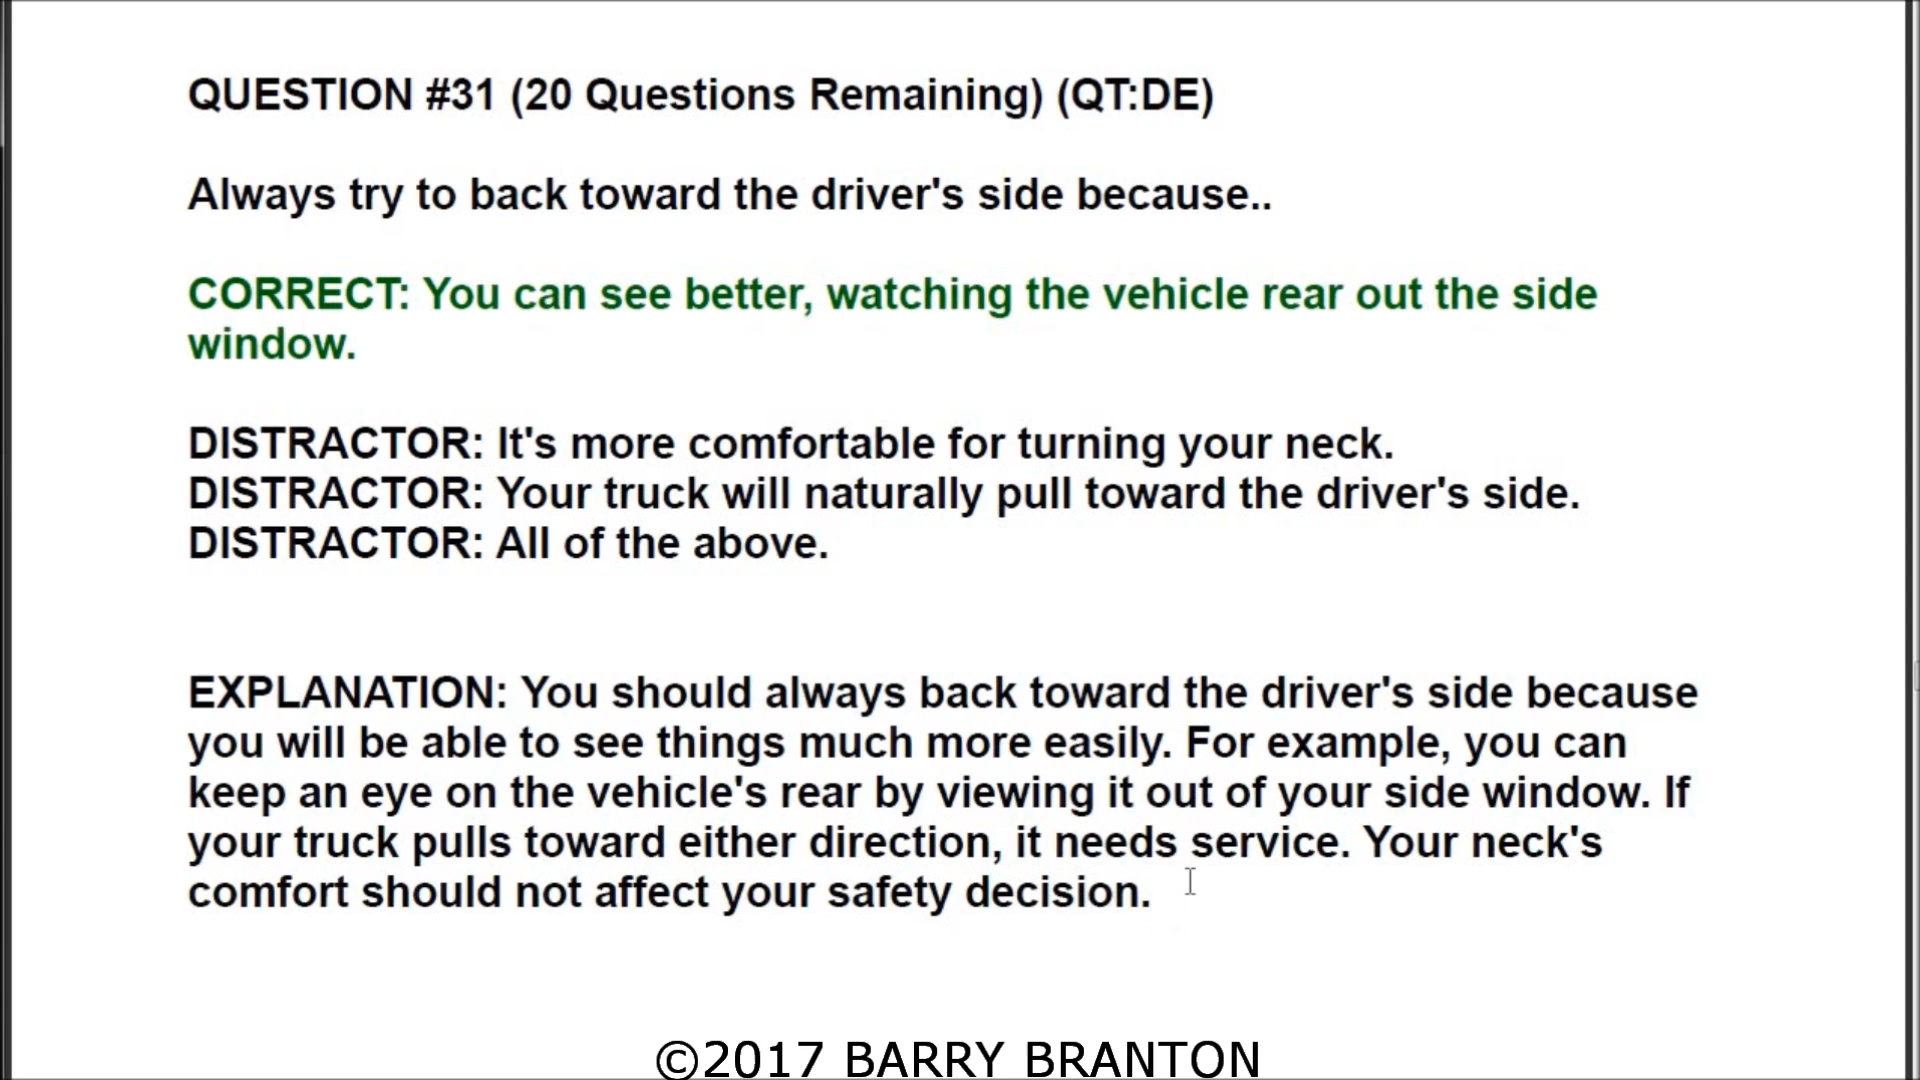 QUESTION #31 (20 Questions Remaining) (QT:DE)
Always try to back toward the driver's side because..
CORRECT: You can see better, watching the vehicle rear out the side
window.
DISTRACTOR: It's more comfortable for turning your neck.
DISTRACTOR: Your truck will naturally pull toward the driver's side.
DISTRACTOR: All of the above.
EXPLANATION: You should always back toward the driver's side because
you will be able to see things much more easily. For example, you can
keep an eye on the vehicle's rear by viewing it out of your side window. If
your truck pulls toward either direction, it needs service. Your neck's
comfort should not affect your safety decision.
©2017 BARRY BRANTON